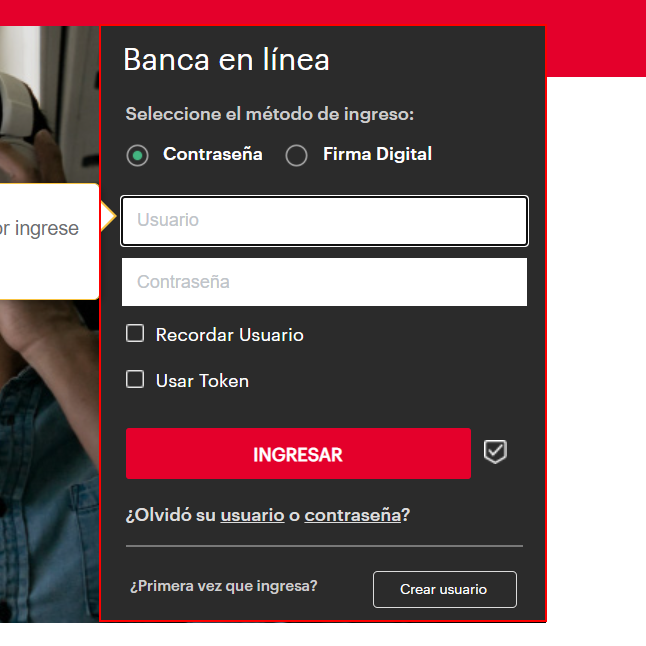 Banca en línea
Seleccione el método de ingreso:
Contraseña Firma Digital
or ingrese
Usuario
Contraseña
Recordar Usuario
Usar Token
INGRESAR
¿Olvidó su usuario o contraseña?
¿Primera vez que ingresa? Crear usuario